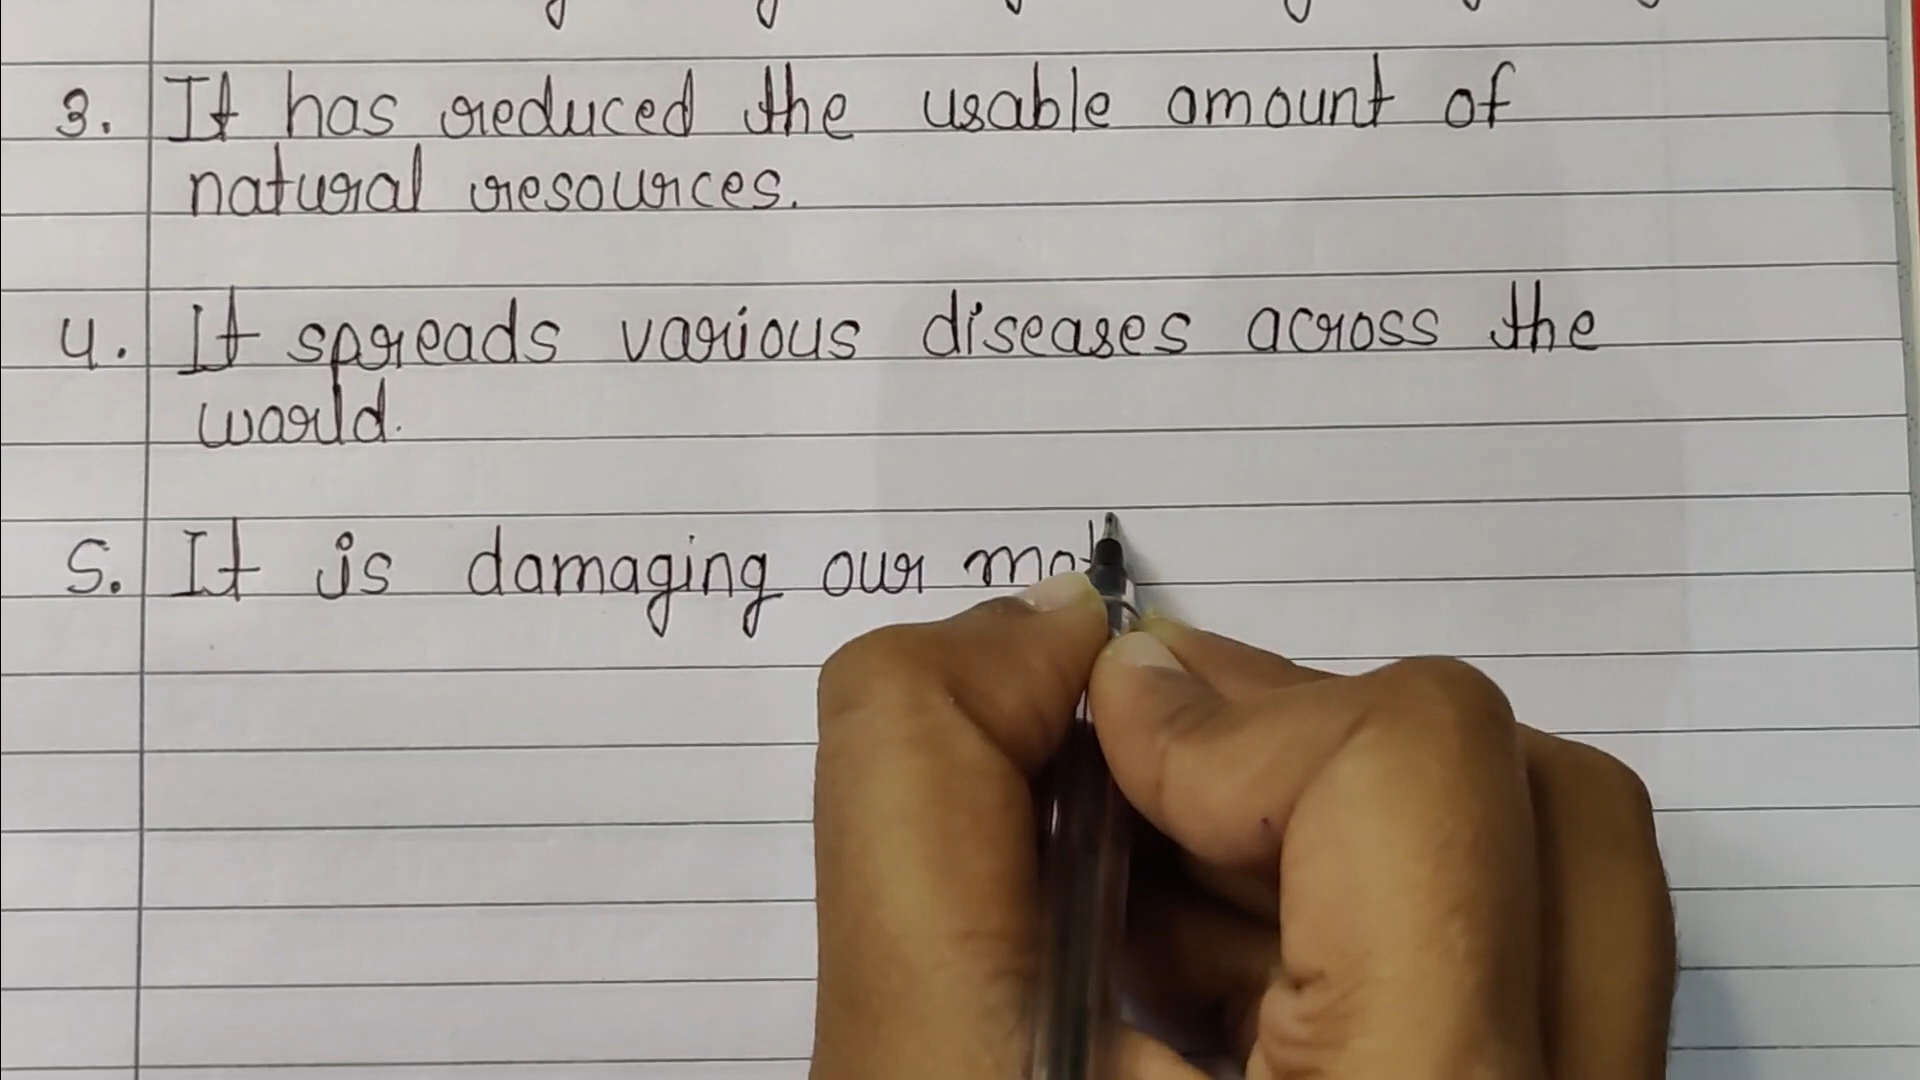 3. It has reduced the usable amount of
natural resources.
4. It spreads various diseases across the
world.
5. It is damaging our